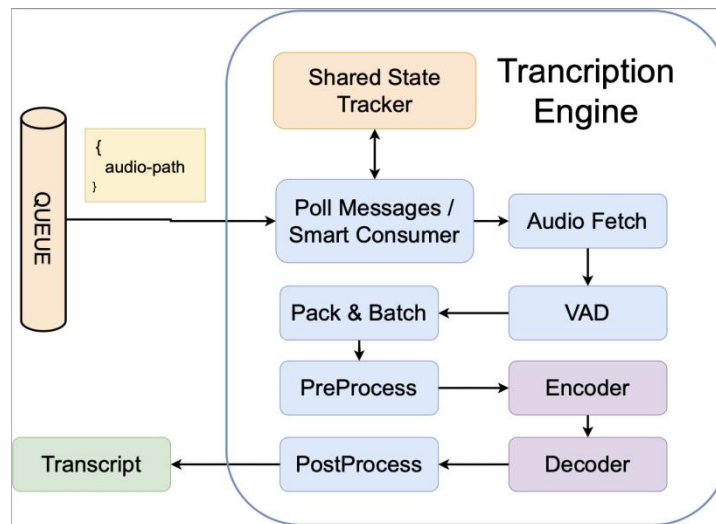 Shared State
Tracker
Trancription
Engine
{
audio-path
}
QUEUE
Poll Messages /
Smart Consumer
Audio Fetch
Pack & Batch
VAD
PreProcess
Encoder
Transcript
PostProcess
Decoder